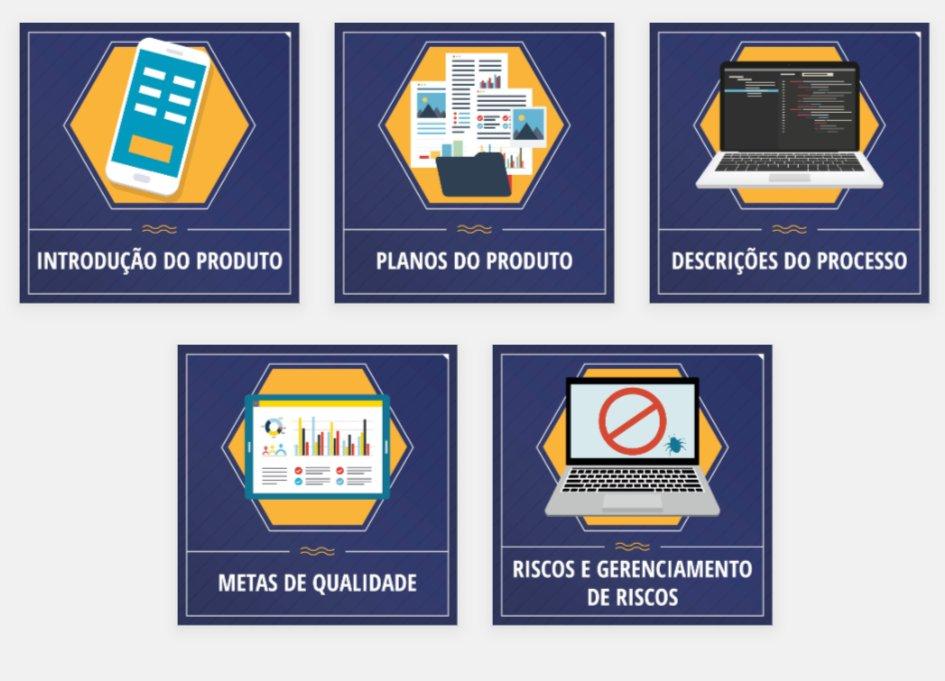 INTRODUÇÃO DO PRODUTO
PLANOS DO PRODUTO
DESCRIÇÕES DO PROCESSO
METAS DE QUALIDADE
RISCOS E GERENCIAMENTO
DE RISCOS